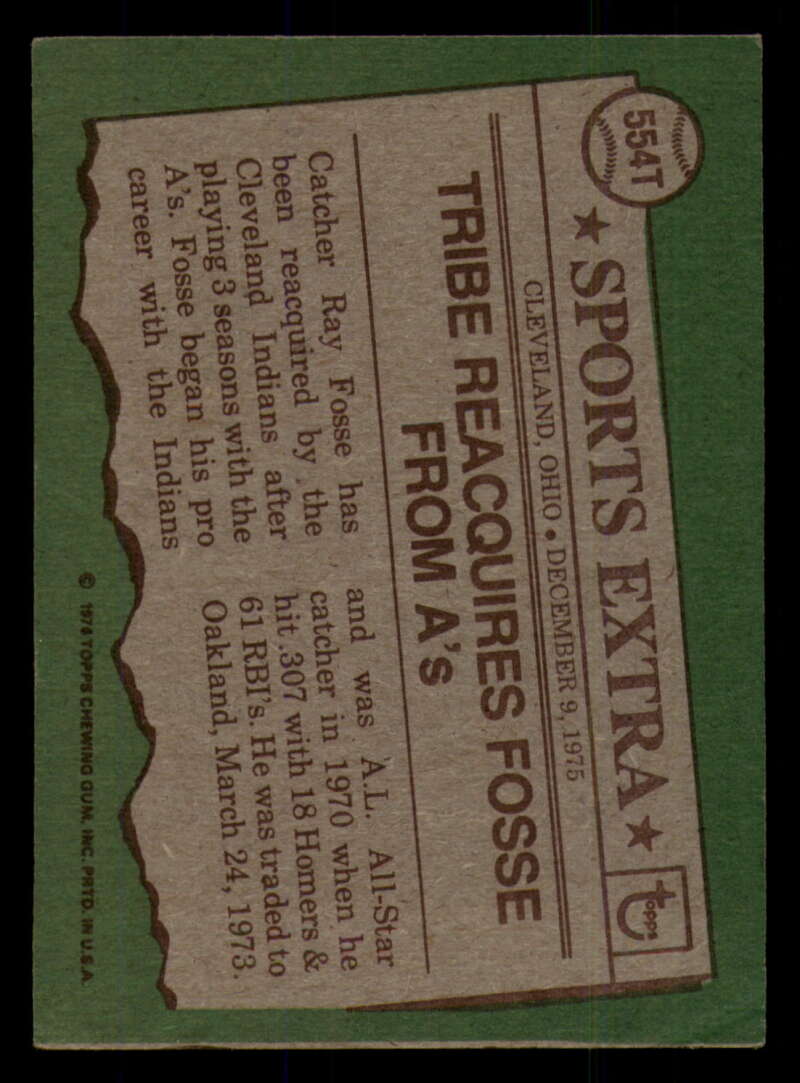 554T
★ SPORTS EXTRA ★
topps
CLEVELAND, OHIO • DECEMBER 9, 1975
TRIBE REACQUIRES FOSSE
FROM A's
Catcher Ray Fosse has
been reacquired by the
Cleveland Indians after
playing 3 seasons with the
A's. Fosse began his pro
career with the Indians
and was A.L. All-Star
catcher in 1970 when he
hit .307 with 18 Homers &
61 RBI's. He was traded to
Oakland, March 24, 1973.
© 1976 TOPPS CHEWING GUM, INC. PRTD. IN U.S.A.